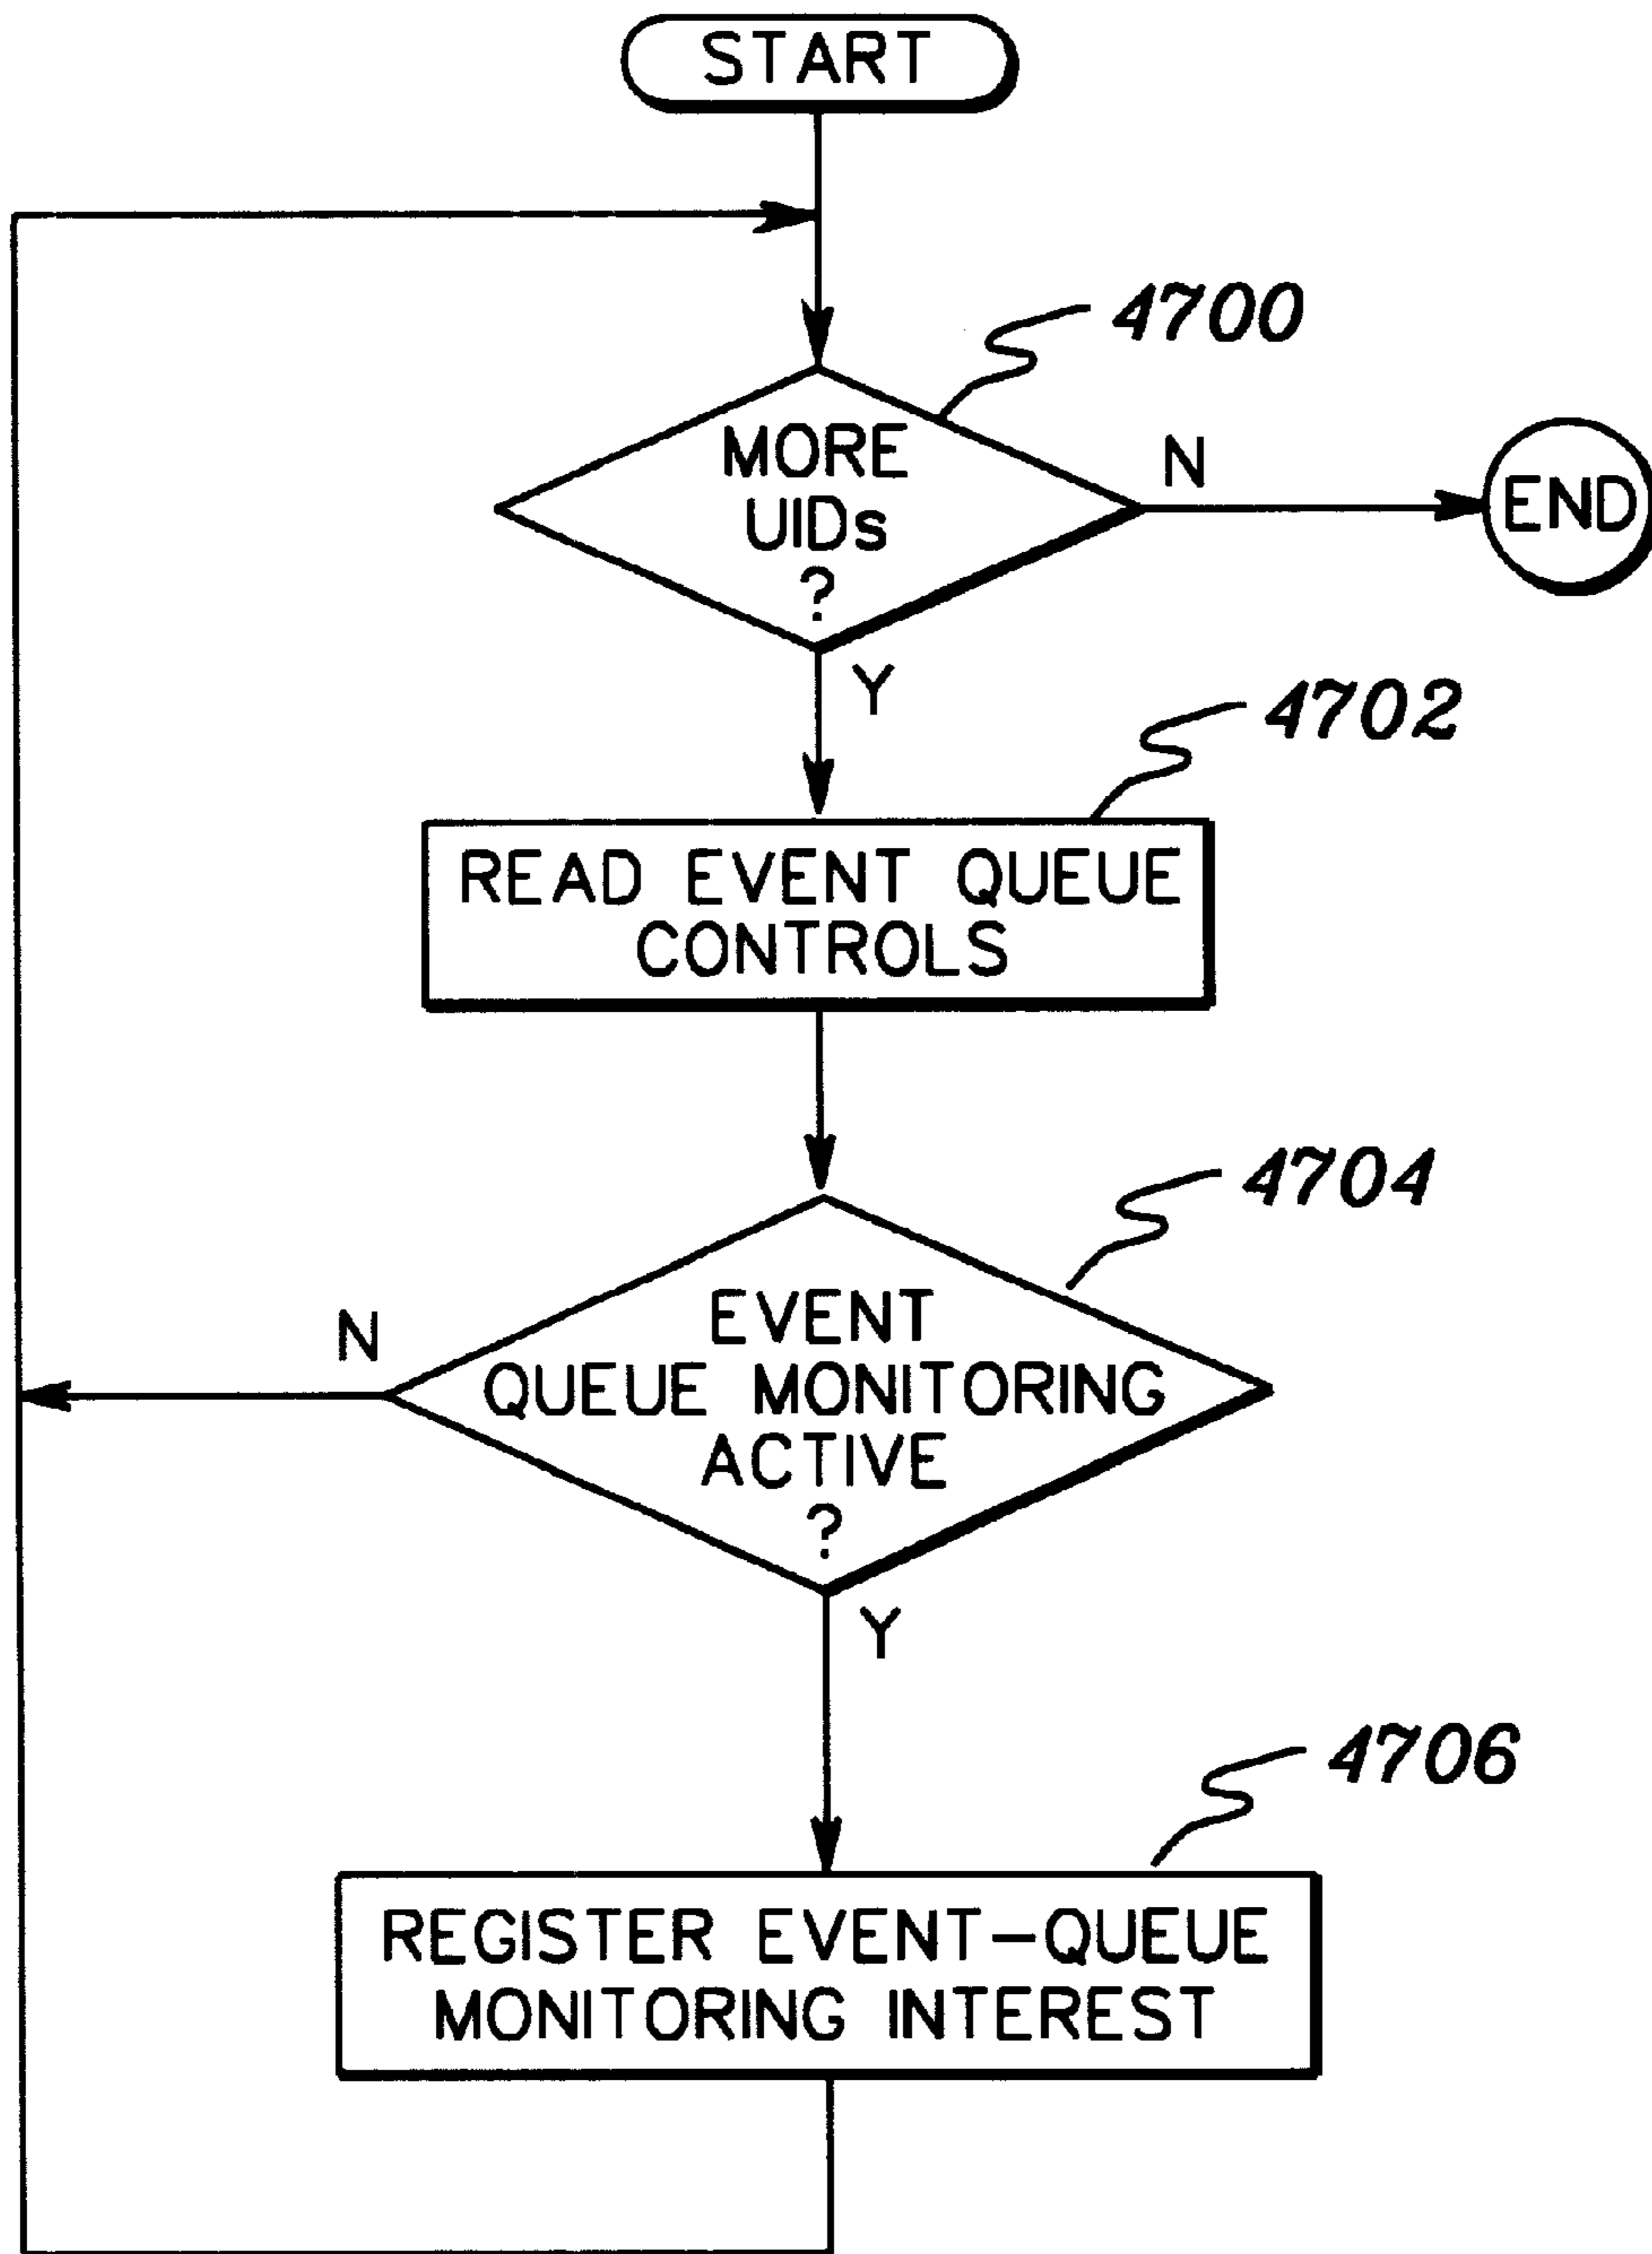 START
4700
MORE
UIDs
?
N
END
Y
4702
READ EVENT QUEUE
CONTROLS
4704
EVENT
QUEUE MONITORING
ACTIVE
?
N
Y
4706
REGISTER EVENT-QUEUE
MONITORING INTEREST